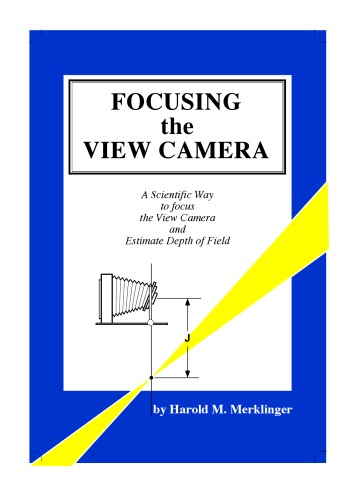 FOCUSING
the
VIEW CAMERA
A Scientific Way
to focus
the View Camera
and
Estimate Depth of Field
J
by Harold M. Merklinger